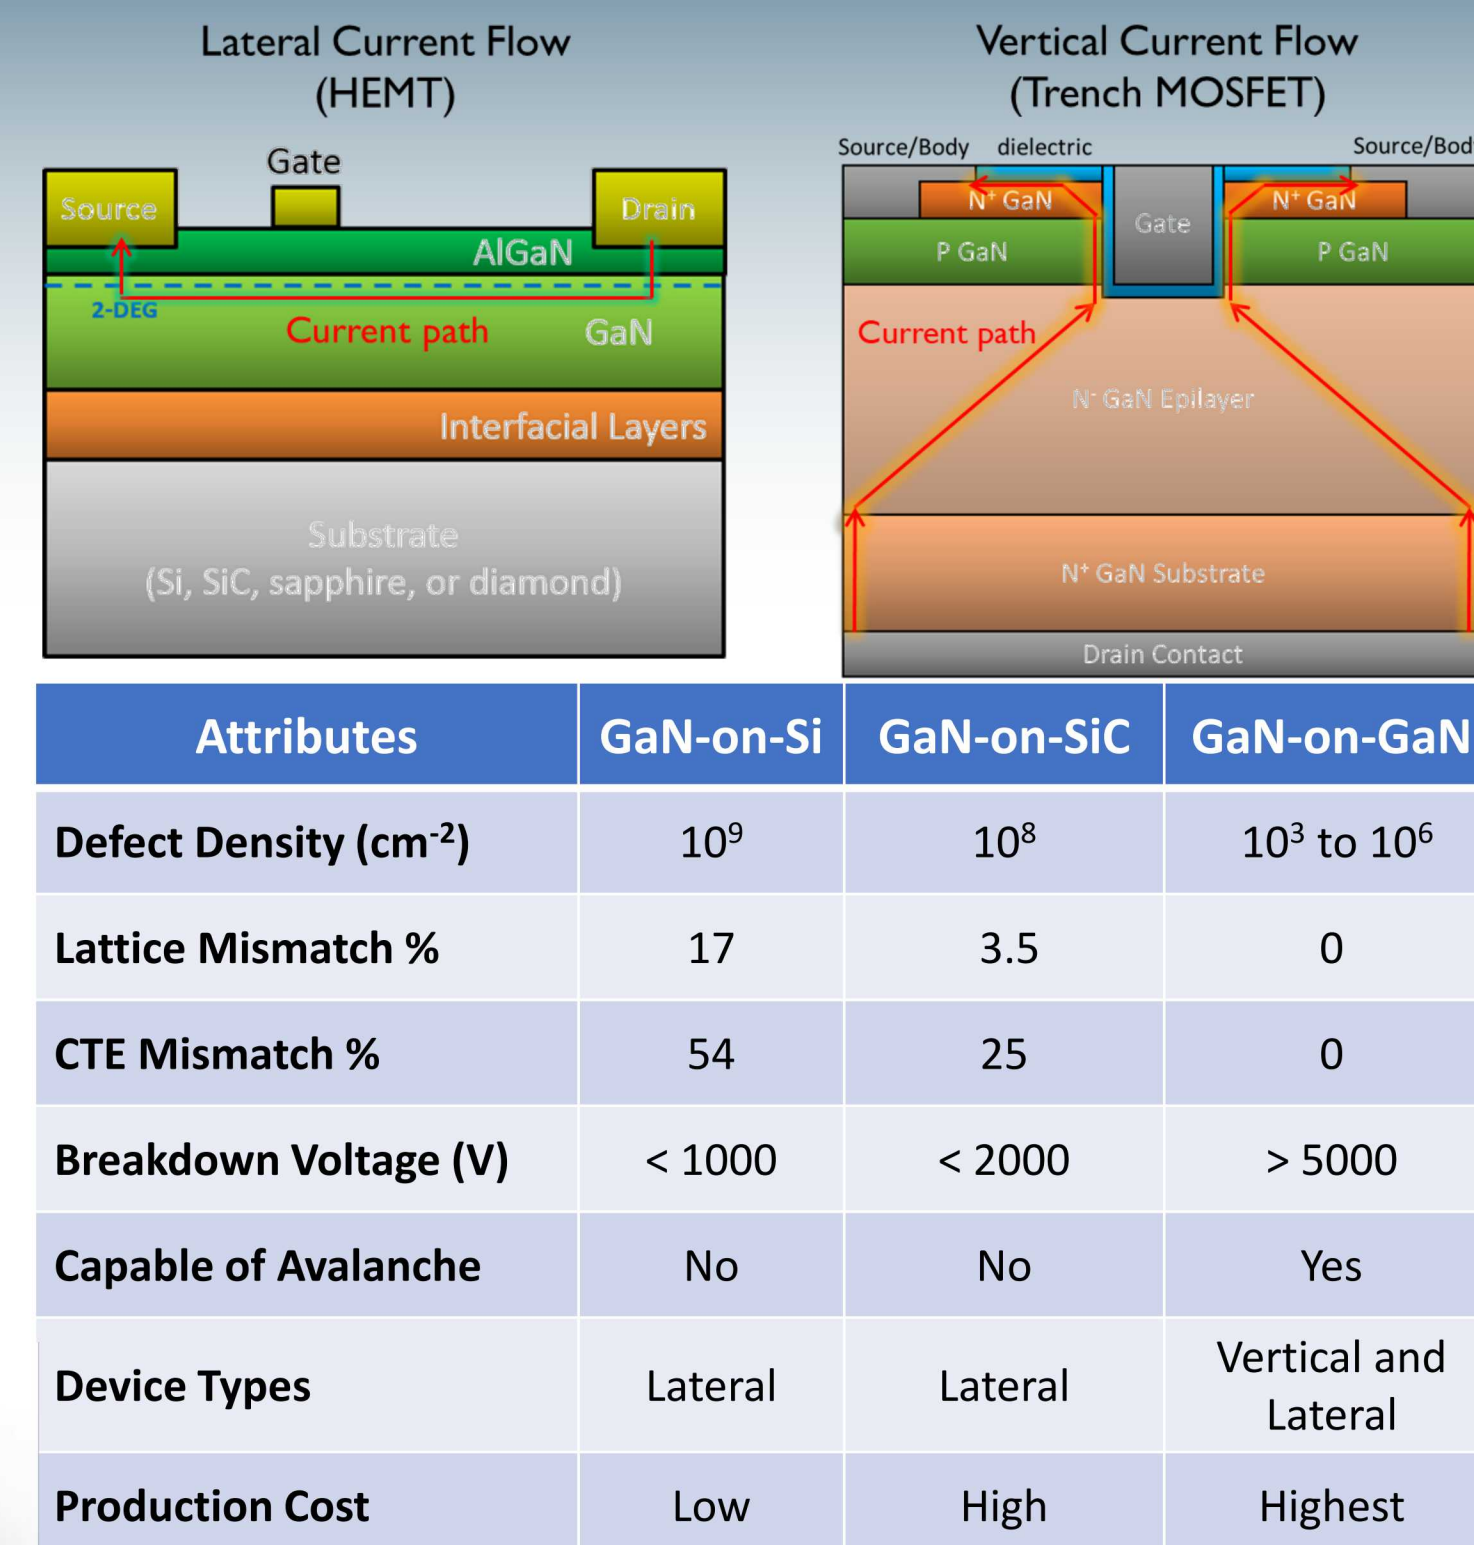 Lateral Current Flow
(HEMT)
Gate
Source
Drain
AlGaN
2-DEG
Current path
GaN
Interfacial Layers
Substrate
(Si, SiC, sapphire, or diamond)
Vertical Current Flow
(Trench MOSFET)
Source/Body dielectric Source/Bod
N⁺ GaN N⁺ GaN
Gate
P GaN P GaN
Current path
N⁻ GaN Epilayer
N⁺ GaN Substrate
Drain Contact
Attributes GaN-on-Si GaN-on-SiC GaN-on-GaN
Defect Density (cm⁻²) 10⁹ 10⁸ 10³ to 10⁶
Lattice Mismatch % 17 3.5 0
CTE Mismatch % 54 25 0
Breakdown Voltage (V) < 1000 < 2000 > 5000
Capable of Avalanche No No Yes
Device Types Lateral Lateral Vertical and
Lateral
Production Cost Low High Highest